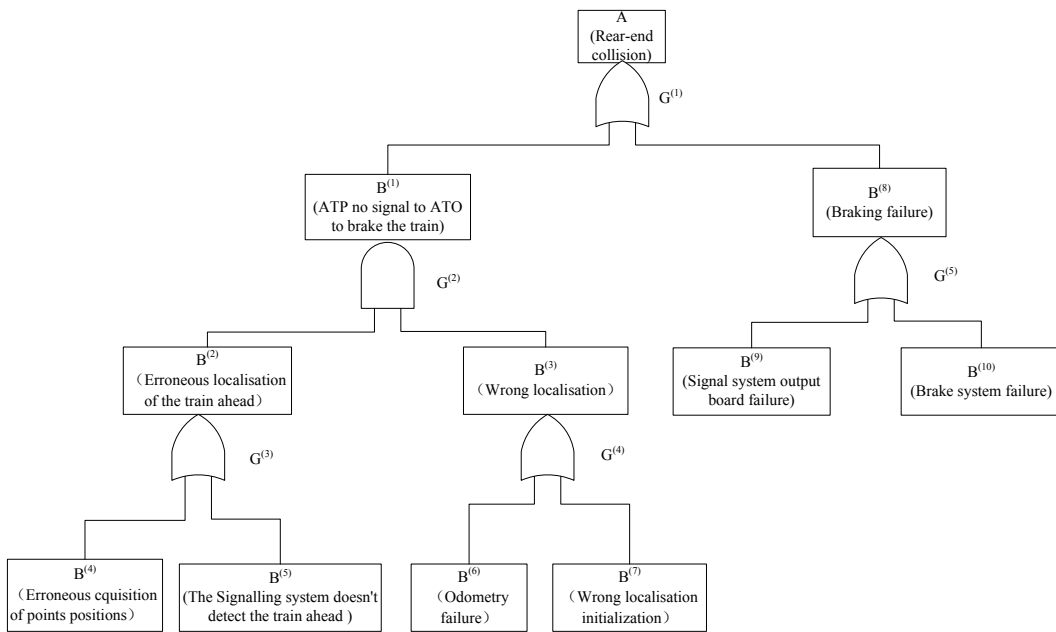 A
(Rear-end
collision)
G(1)
B(1)
(ATP no signal to ATO
to brake the train)
B(8)
(Braking failure)
G(2)
G(5)
B(2)
（Erroneous localisation
of the train ahead）
B(3)
（Wrong localisation）
B(9)
(Signal system output
board failure)
B(10)
(Brake system failure)
G(3)
G(4)
B(4)
（Erroneous cquisition
of points positions）
B(5)
(The Signalling system doesn't
detect the train ahead )
B(6)
（Odometry
failure）
B(7)
（Wrong localisation
initialization）